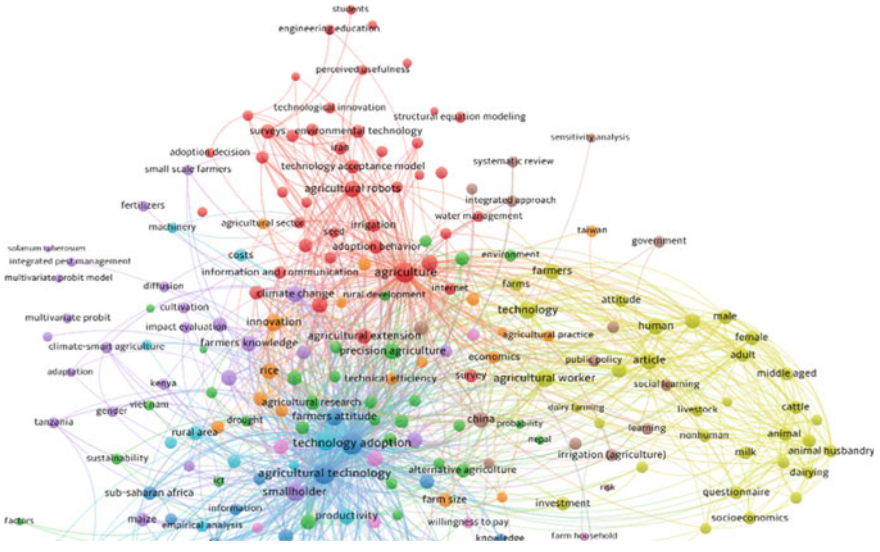 students
engineering education
perceived usefulness
technological innovation
structural equation modeling
surveys
environmental technology
iran
sensitivity analysis
adoption decision
technology acceptance model
systematic review
small scale farmers
agricultural robots
integrated approach
fertilizers
water management
machinery
agricultural sector
irrigation
seed
taiwan
solanum tuberosum
costs
adoption behavior
environment
government
integrated pest management
multivariate probit model
information and communication
agriculture
farmers
diffusion
internet
farms
climate change
rural development
attitude
cultivation
technology
multivariate probit
impact evaluation
innovation
human
male
climate-smart agriculture
farmers knowledge
agricultural extension
agricultural practice
female
precision agriculture
economics
public policy
article
adult
adaptation
rice
technical efficiency
survey
agricultural worker
middle aged
kenya
social learning
gender
viet nam
agricultural research
dairy farming
livestock
cattle
tanzania
drought
farmers attitude
china
probability
learning
rural area
technology adoption
nepal
nonhuman
animal
sustainability
alternative agriculture
irrigation (agriculture)
milk
animal husbandry
ict
agricultural technology
risk
dairying
sub-saharan africa
smallholder
farm size
investment
questionnaire
information
factors
maize
empirical analysis
productivity
willingness to pay
socioeconomics
knowledge
farm household